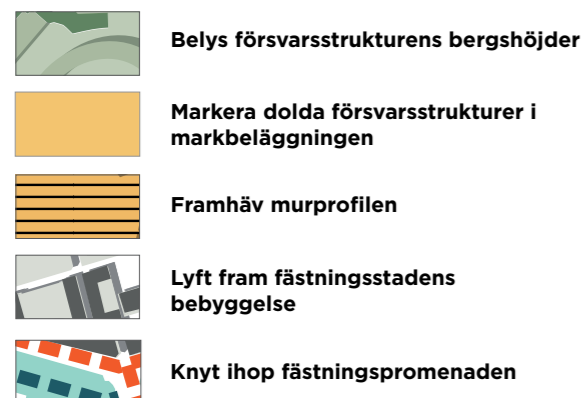 Belys försvarsstrukturens bergshöjder
Markera dolda försvarsstrukturer i
markbeläggningen
Framhäv murprofilen
Lyft fram fästningsstadens
bebyggelse
Knyt ihop fästningspromenaden